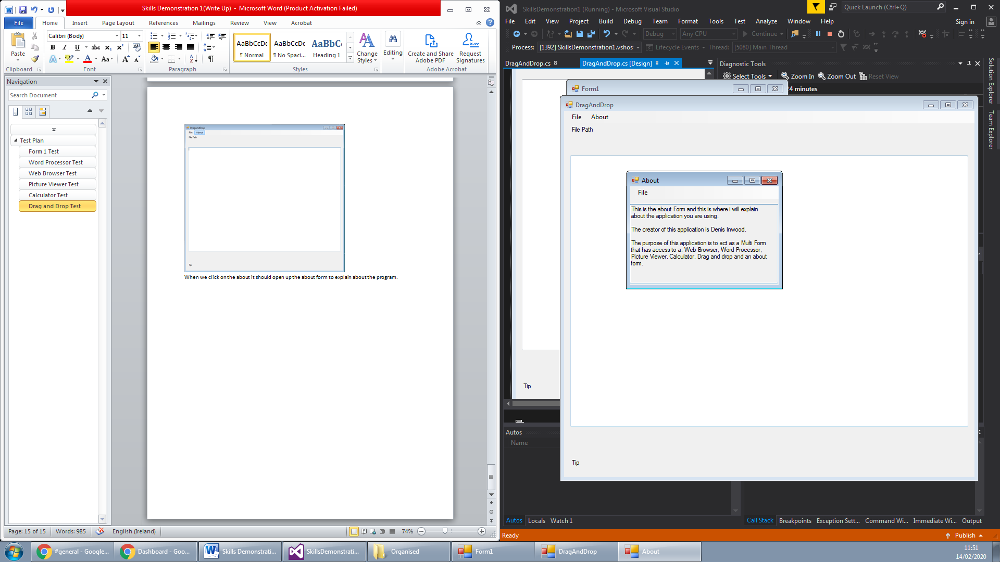 Skills Demonstration 1(Write Up) - Microsoft Word (Product Activation Failed)
File Home Insert Page Layout References Mailings Review View Acrobat
Paste
Calibri (Body) 11
AaBbCcDc AaBbCcDc AaBbCc
¶ Normal ¶ No Spaci... Heading 1
Change Styles
Editing
Create and Share Adobe PDF
Request Signatures
Clipboard Font Paragraph Styles Adobe Acrobat
Navigation
Search Document
Test Plan
Form 1 Test
Word Processor Test
Web Browser Test
Picture Viewer Test
Calculator Test
Drag and Drop Test
DragAndDrop
File About
File Path
Tip
When we click on the about it should open up the about form to explain about the program.
Page: 15 of 15 Words: 985 English (Ireland) 74%
SkillsDemonstration1 (Running) - Microsoft Visual Studio
Quick Launch (Ctrl+Q)
File Edit View Project Build Debug Team Format Tools Test Analyze Window Help
Sign in
Debug Any CPU Continue
Process: [1392] SkillsDemonstration1.vshos Lifecycle Events Thread: [5080] Main Thread
DragAndDrop.cs DragAndDrop.cs [Design]
Diagnostic Tools
Select Tools Zoom In Zoom Out Reset View
24 minutes
Solution Explorer
Team Explorer
Form1
DragAndDrop
File About
File Path
About
File
This is the about Form and this is where i will explain
about the application you are using.
The creator of this application is Denis Inwood.
The purpose of this application is to act as a Multi Form
that has access to a: Web Browser, Word Processor,
Picture Viewer, Calculator, Drag and drop and an about
form.
Tip
Tip
Autos
Name
Autos Locals Watch 1
Call Stack Breakpoints Exception Sett... Command Wi... Immediate Wi... Output
Ready
Publish
#general - Google... Dashboard - Goo... Skills Demonstrati... SkillsDemonstrati... Organised Form1 DragAndDrop About
11:51
14/02/2020